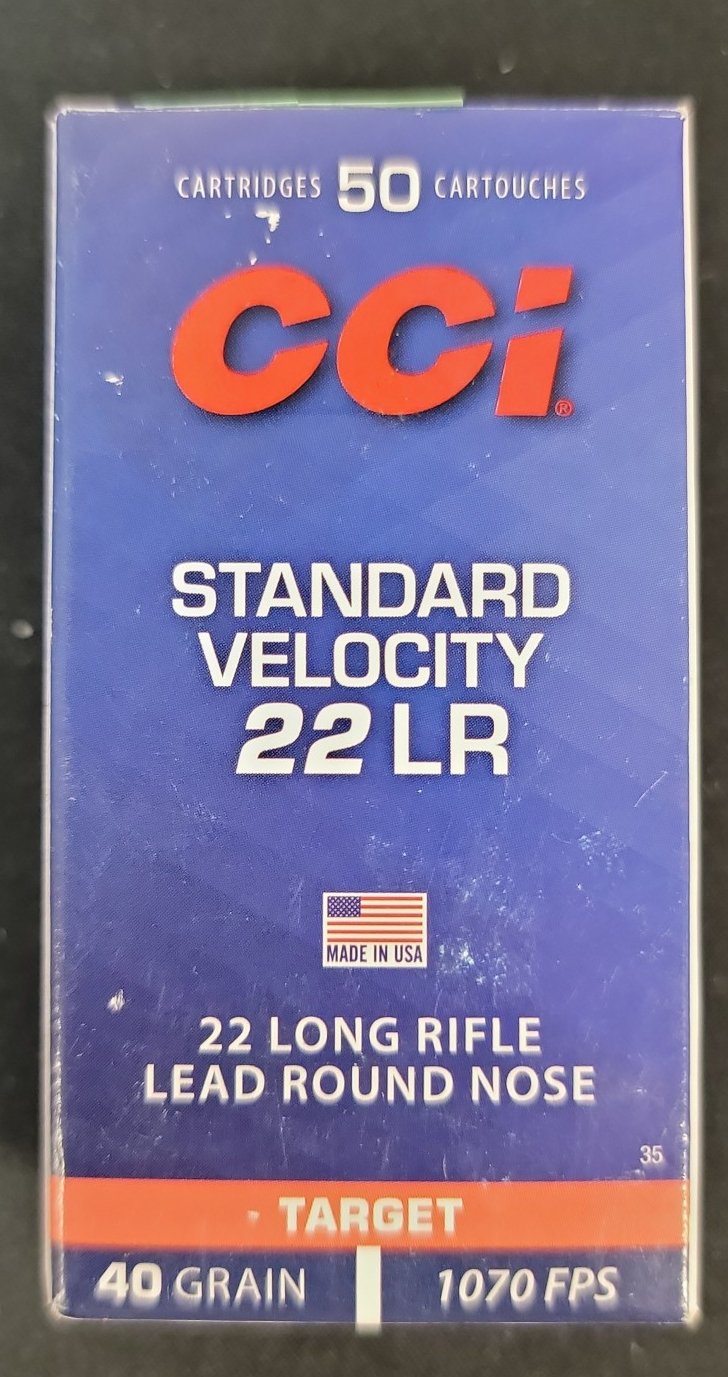 CARTRIDGES 50 CARTOUCHES
CCI®
STANDARD
VELOCITY
22 LR
MADE IN USA
22 LONG RIFLE
LEAD ROUND NOSE
35
TARGET
40 GRAIN 1070 FPS